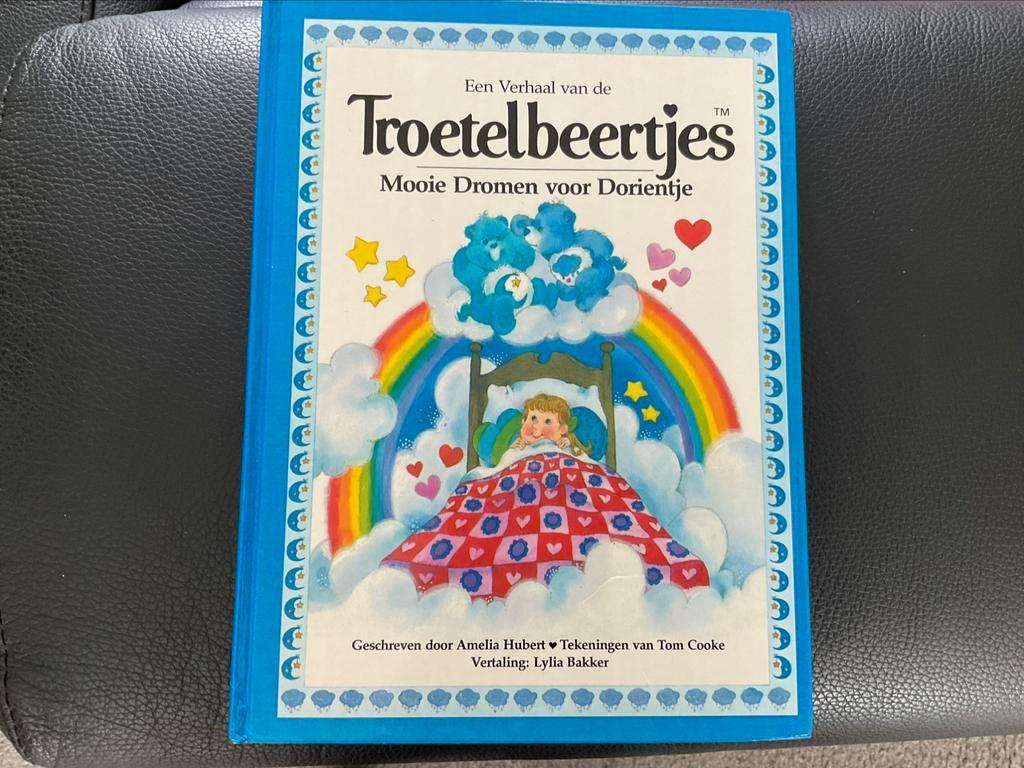 Een Verhaal van de
Troetelbeertjes™
Mooie Dromen voor Dorientje
Geschreven door Amelia Hubert ♥ Tekeningen van Tom Cooke
Vertaling: Lylia Bakker